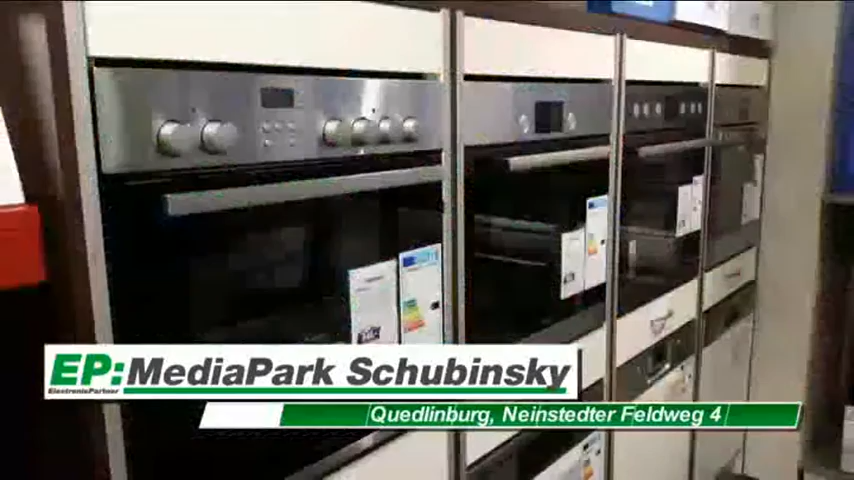 EP:MediaPark Schubinsky
ElectronicPartner
Quedlinburg, Neinstedter Feldweg 4